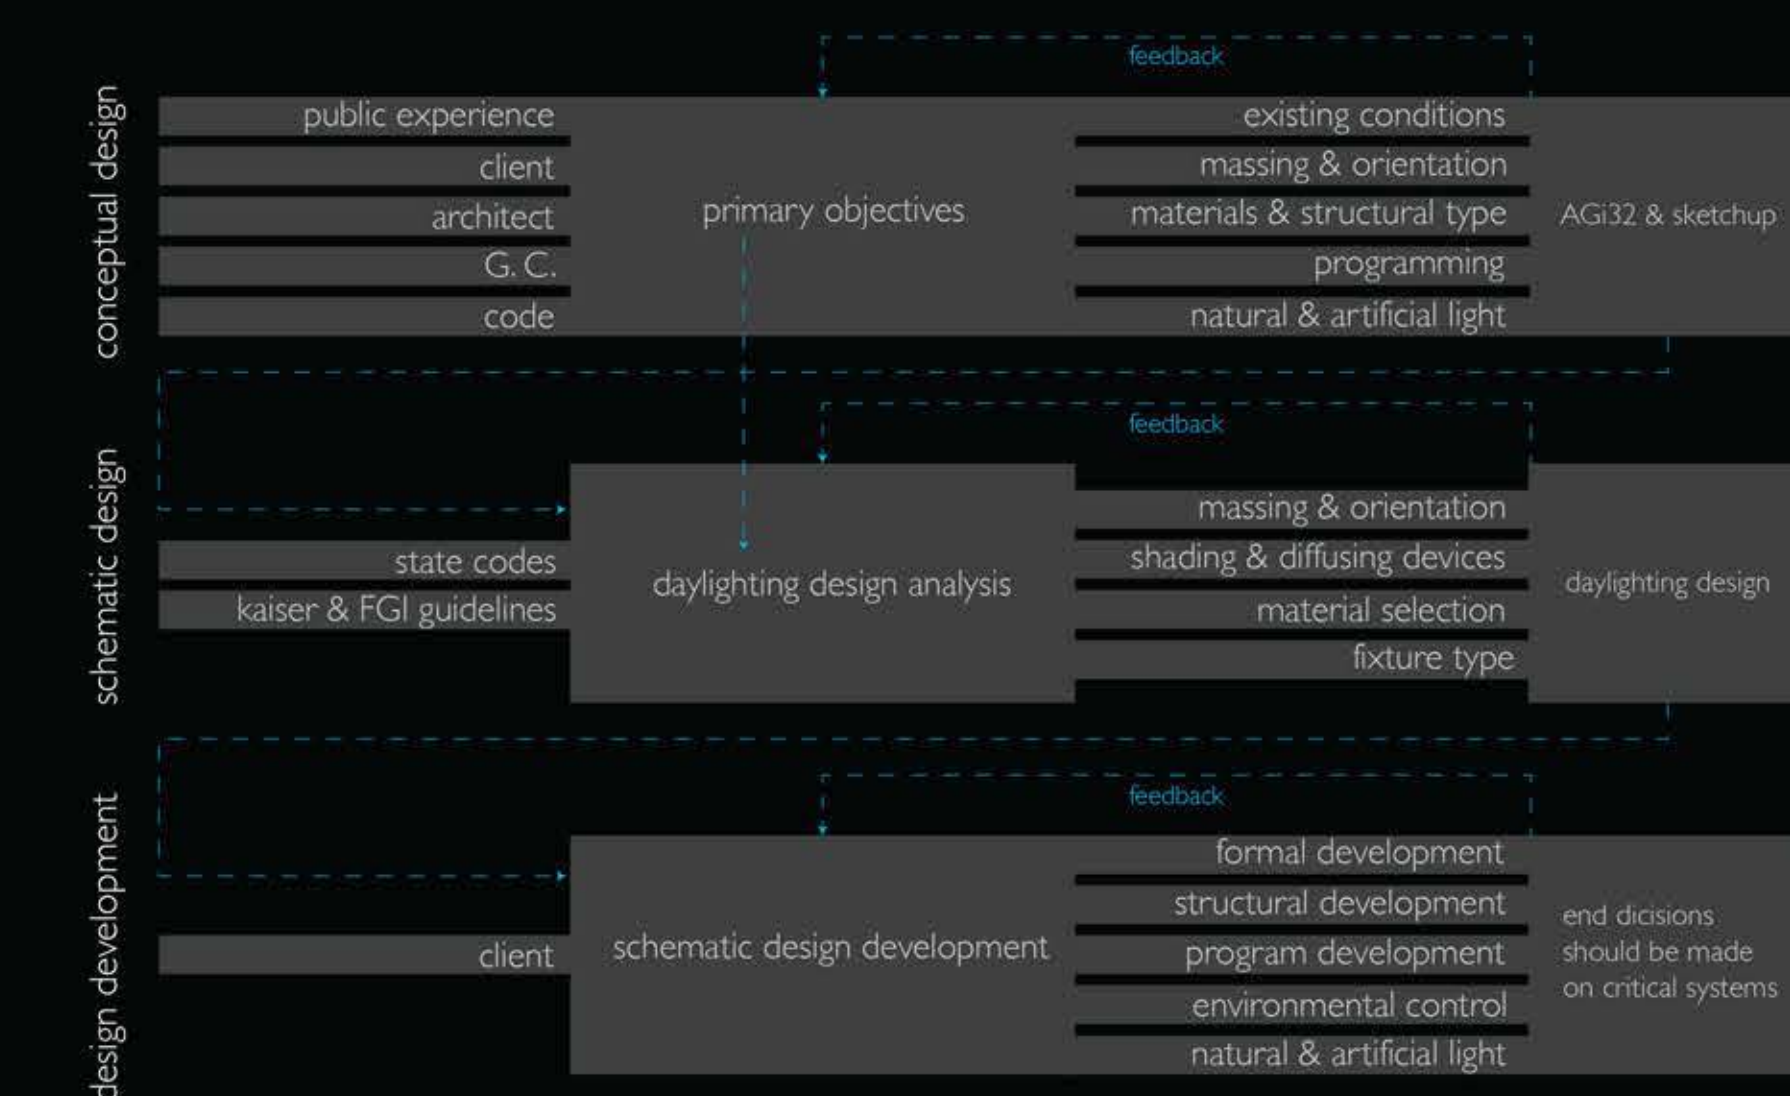 feedback
conceptual design
public experience
client
architect
G. C.
code
primary objectives
existing conditions
massing & orientation
materials & structural type
programming
natural & artificial light
AGi32 & sketchup
feedback
schematic design
state codes
kaiser & FGI guidelines
daylighting design analysis
massing & orientation
shading & diffusing devices
material selection
fixture type
daylighting design
feedback
design development
client
schematic design development
formal development
structural development
program development
environmental control
natural & artificial light
end dicisions
should be made
on critical systems